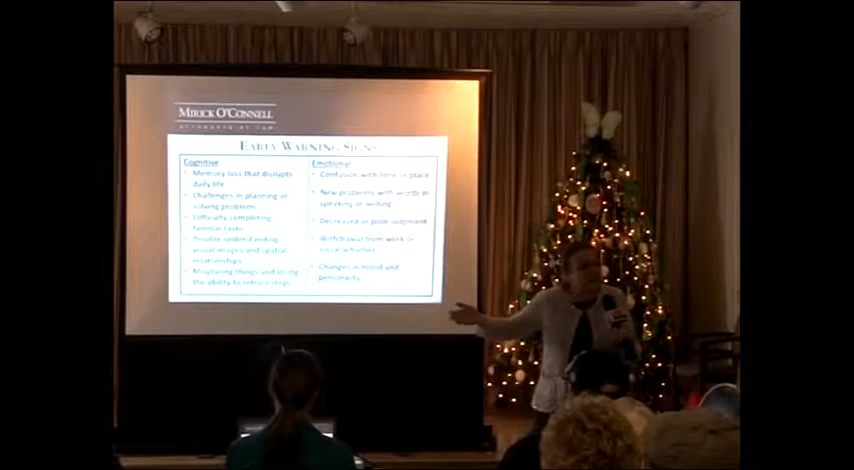 MIRICK O'CONNELL
ATTORNEYS AT LAW
EARLY WARNING SIGNS
Cognitive
• Memory loss that disrupts
daily life
• Challenges in planning or
solving problems
• Difficulty completing
familiar tasks
• Trouble understanding
visual images and spatial
relationships
• Misplacing things and losing
the ability to retrace steps
Emotional
• Confusion with time or place
• New problems with words in
speaking or writing
• Decreased or poor judgment
• Withdrawal from work or
social activities
• Changes in mood and
personality